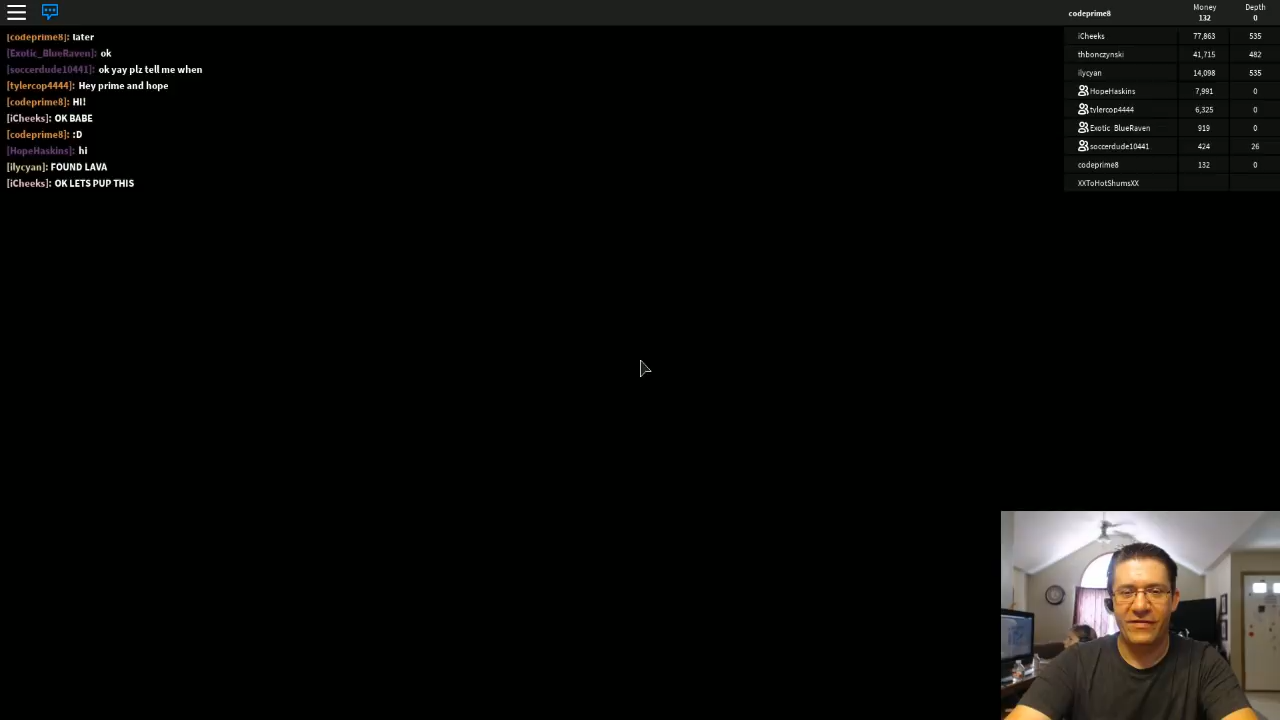 codeprime8 Money 132 Depth 0
[codeprime8]: later
[Exotic_BlueRaven]: ok
[soccerdude10441]: ok yay plz tell me when
[tylercop4444]: Hey prime and hope
[codeprime8]: HI!
[iCheeks]: OK BABE
[codeprime8]: :D
[HopeHaskins]: hi
[ilycyan]: FOUND LAVA
[iCheeks]: OK LETS PUP THIS
iCheeks 77,863 535
thbonczynski 41,715 482
ilycyan 14,098 535
HopeHaskins 7,991 0
tylercop4444 6,325 0
Exotic_BlueRaven 919 0
soccerdude10441 424 26
codeprime8 132 0
XXToHotShumsXX